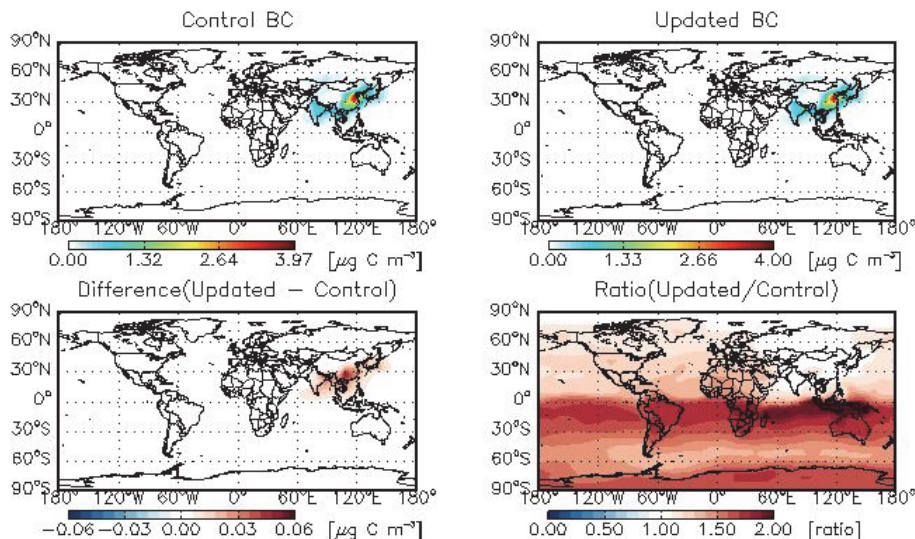 Control BC
90°N
60°N
30°N
0°
30°S
60°S
90°S
180° 120°W 60°W 0° 60°E 120°E 180°
0.00 1.32 2.64 3.97 [μg C m⁻³]
Updated BC
90°N
60°N
30°N
0°
30°S
60°S
90°S
180° 120°W 60°W 0° 60°E 120°E 180°
0.00 1.33 2.66 4.00 [μg C m⁻³]
Difference(Updated − Control)
90°N
60°N
30°N
0°
30°S
60°S
90°S
180° 120°W 60°W 0° 60°E 120°E 180°
−0.06 −0.03 0.00 0.03 0.06 [μg C m⁻³]
Ratio(Updated/Control)
90°N
60°N
30°N
0°
30°S
60°S
90°S
180° 120°W 60°W 0° 60°E 120°E 180°
0.00 0.50 1.00 1.50 2.00 [ratio]